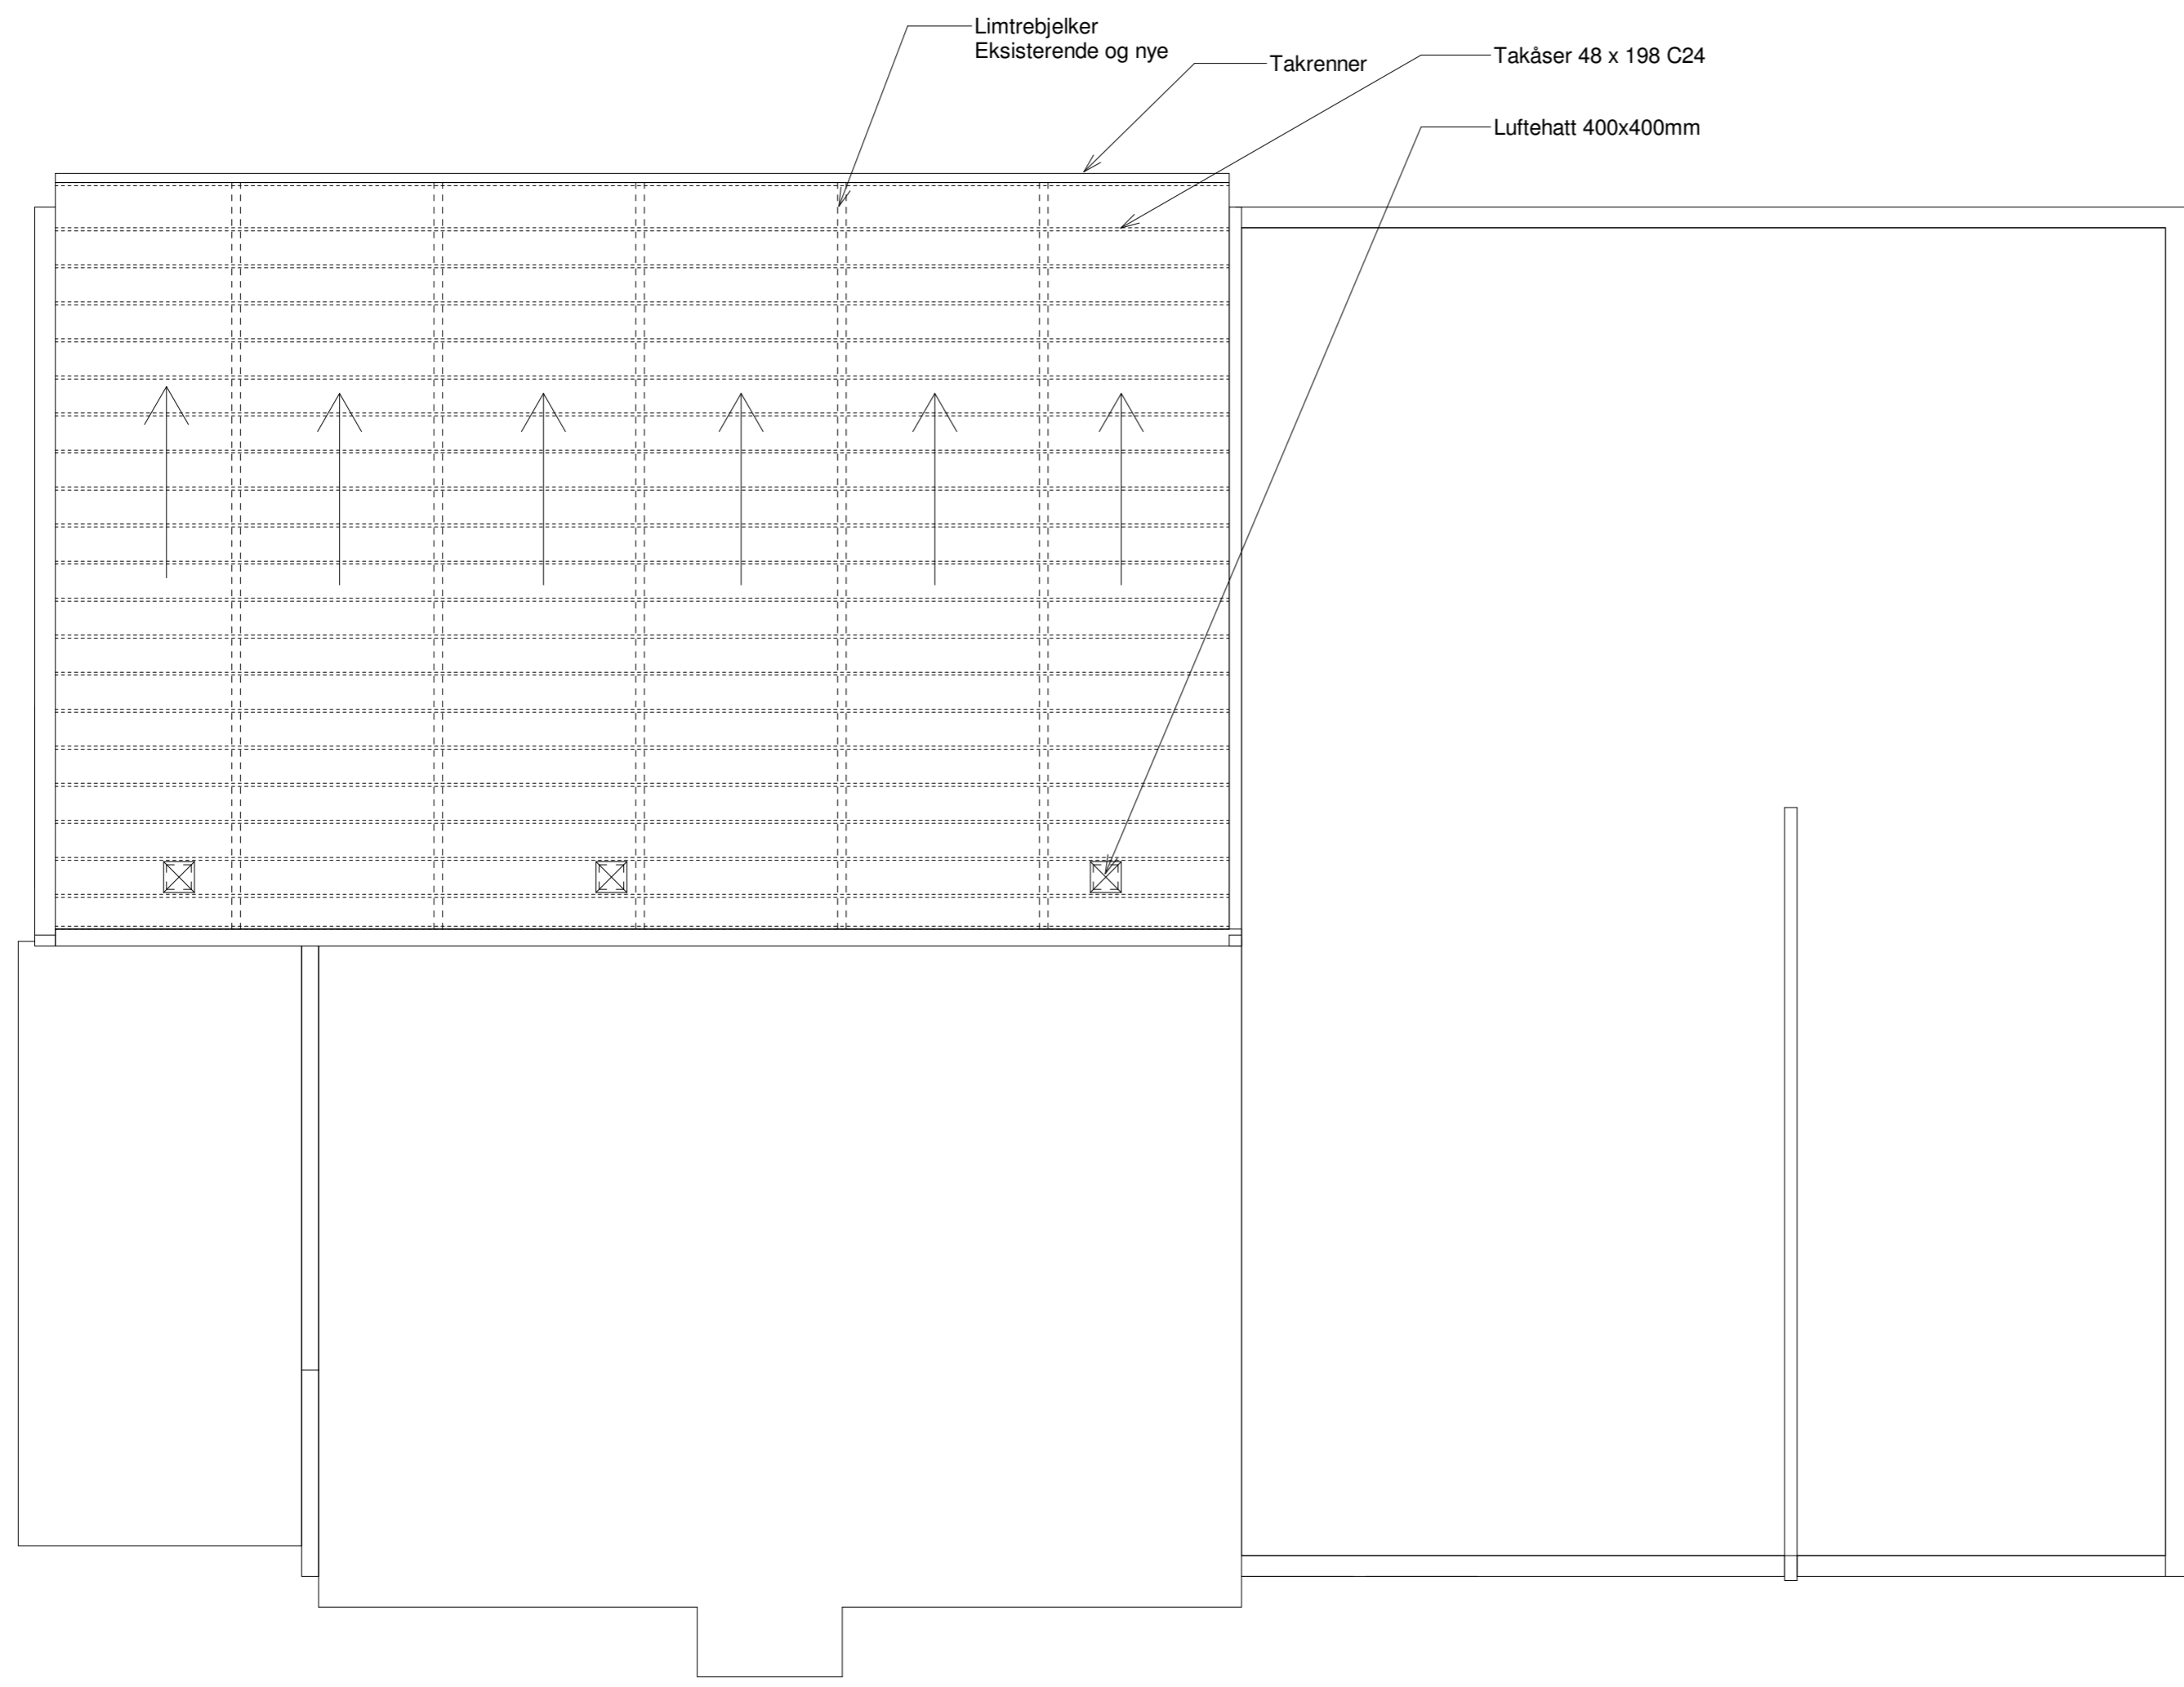 Limtrebjelker
Eksisterende og nye
Takrenner
Takåser 48 x 198 C24
Luftehatt 400x400mm